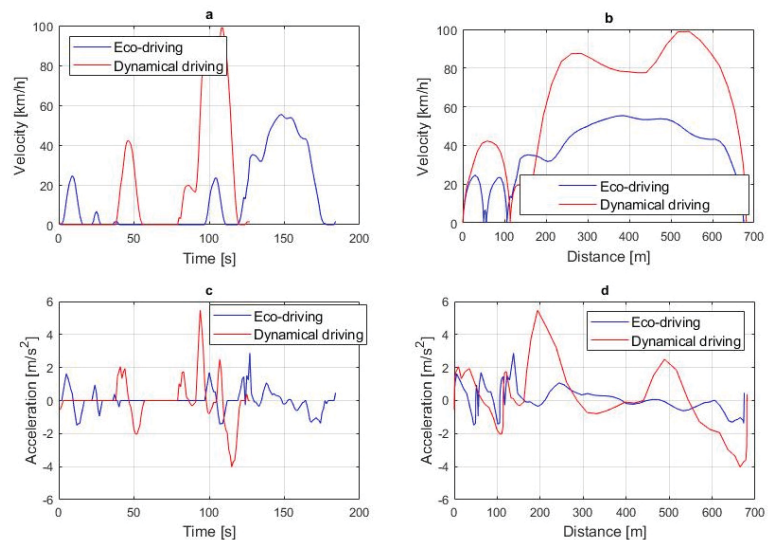 a
Velocity [km/h]
100
80
60
40
20
0
Eco-driving
Dynamical driving
0 50 100 150 200
Time [s]
b
Velocity [km/h]
100
80
60
40
20
0
Eco-driving
Dynamical driving
0 100 200 300 400 500 600 700
Distance [m]
c
Acceleration [m/s²]
6
4
2
0
-2
-4
-6
Eco-driving
Dynamical driving
0 50 100 150 200
Time [s]
d
Acceleration [m/s²]
6
4
2
0
-2
-4
-6
Eco-driving
Dynamical driving
0 100 200 300 400 500 600 700
Distance [m]